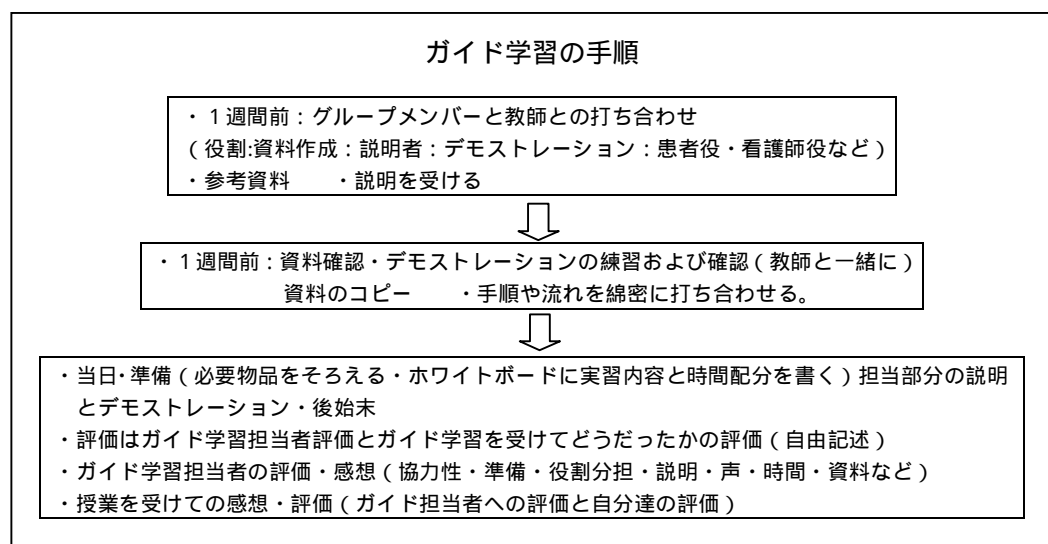 ガイド学習の手順
・１週間前：グループメンバーと教師との打ち合わせ
（役割:資料作成：説明者：デモストレーション：患者役・看護師役など）
・参考資料　　・説明を受ける
・１週間前：資料確認・デモストレーションの練習および確認（教師と一緒に）
資料のコピー　　・手順や流れを綿密に打ち合わせる。
・当日･準備（必要物品をそろえる・ホワイトボードに実習内容と時間配分を書く）担当部分の説明
とデモストレーション・後始末
・評価はガイド学習担当者評価とガイド学習を受けてどうだったかの評価（自由記述）
・ガイド学習担当者の評価・感想（協力性・準備・役割分担・説明・声・時間・資料など）
・授業を受けての感想・評価（ガイド担当者への評価と自分達の評価）